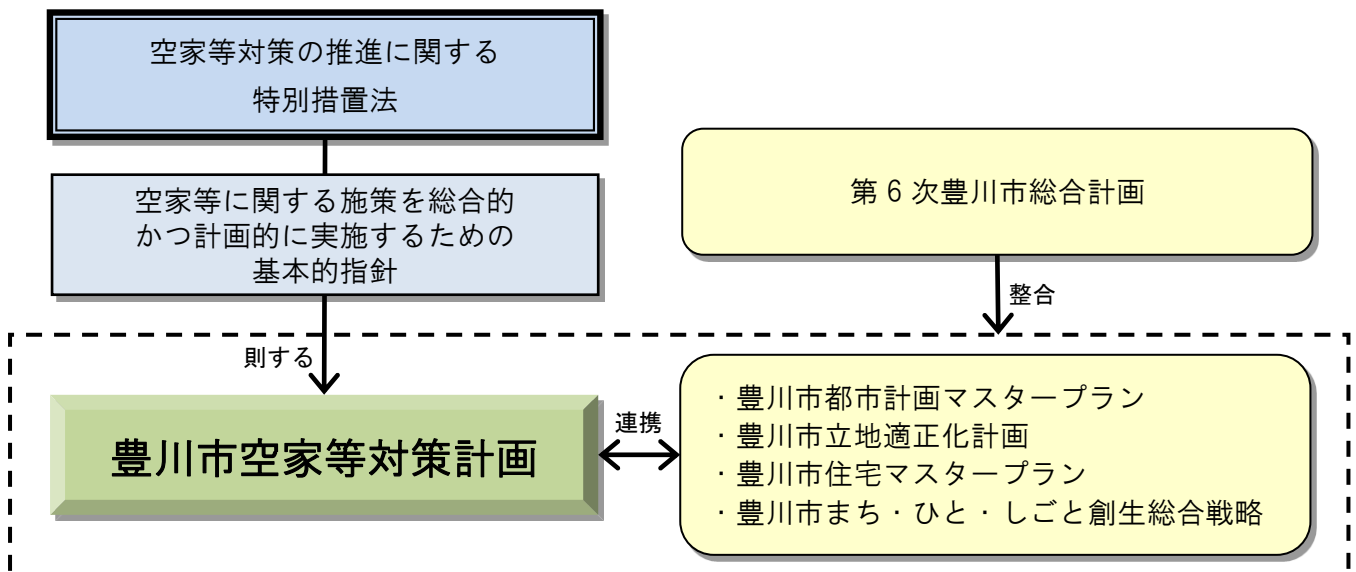 空家等対策の推進に関する
特別措置法
空家等に関する施策を総合的
かつ計画的に実施するための
基本的指針
第 6 次豊川市総合計画
整合
則する
豊川市空家等対策計画
連携
・豊川市都市計画マスタープラン
・豊川市立地適正化計画
・豊川市住宅マスタープラン
・豊川市まち・ひと・しごと創生総合戦略